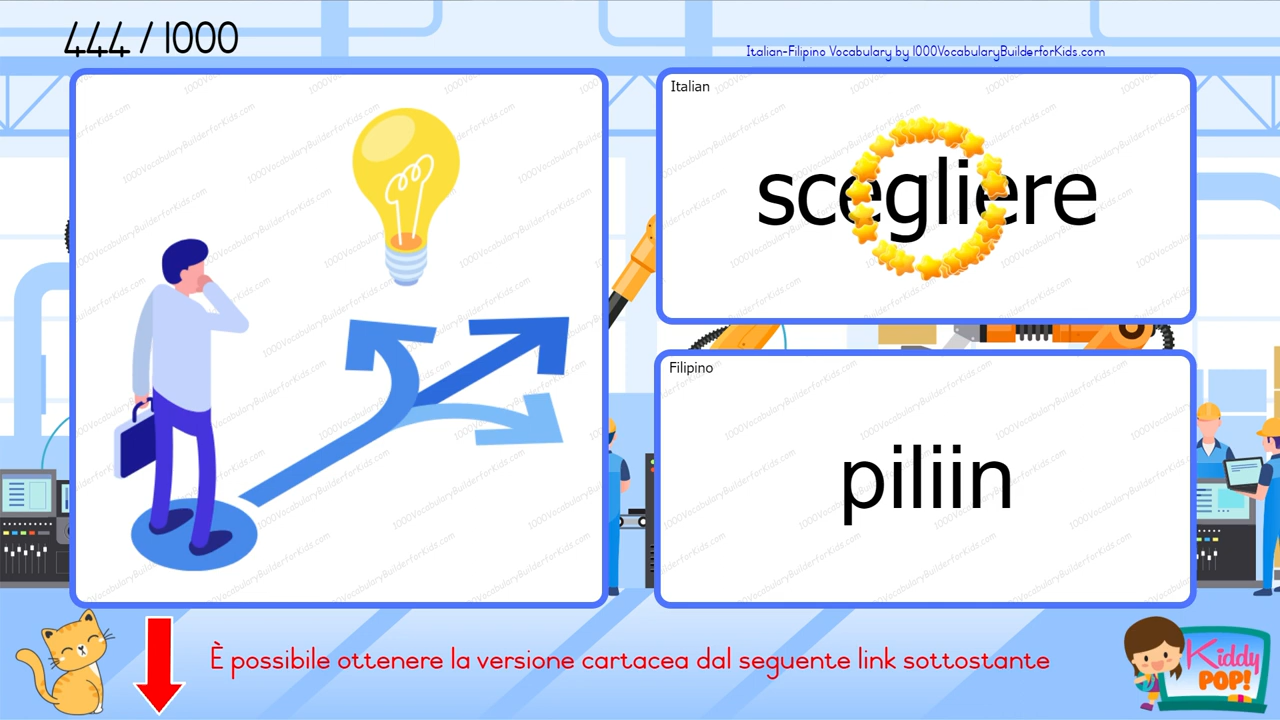 444 / 1000
Italian-Filipino Vocabulary by 1000VocabularyBuilderforKids.com
Italian
scegliere
Filipino
piliin
È possibile ottenere la versione cartacea dal seguente link sottostante
Kiddy
POP!